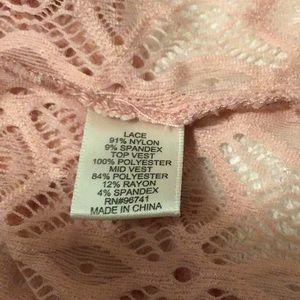 LACE
91% NYLON
9% SPANDEX
TOP VEST
100% POLYESTER
MID VEST
84% POLYESTER
12% RAYON
4% SPANDEX
RN#96741
MADE IN CHINA